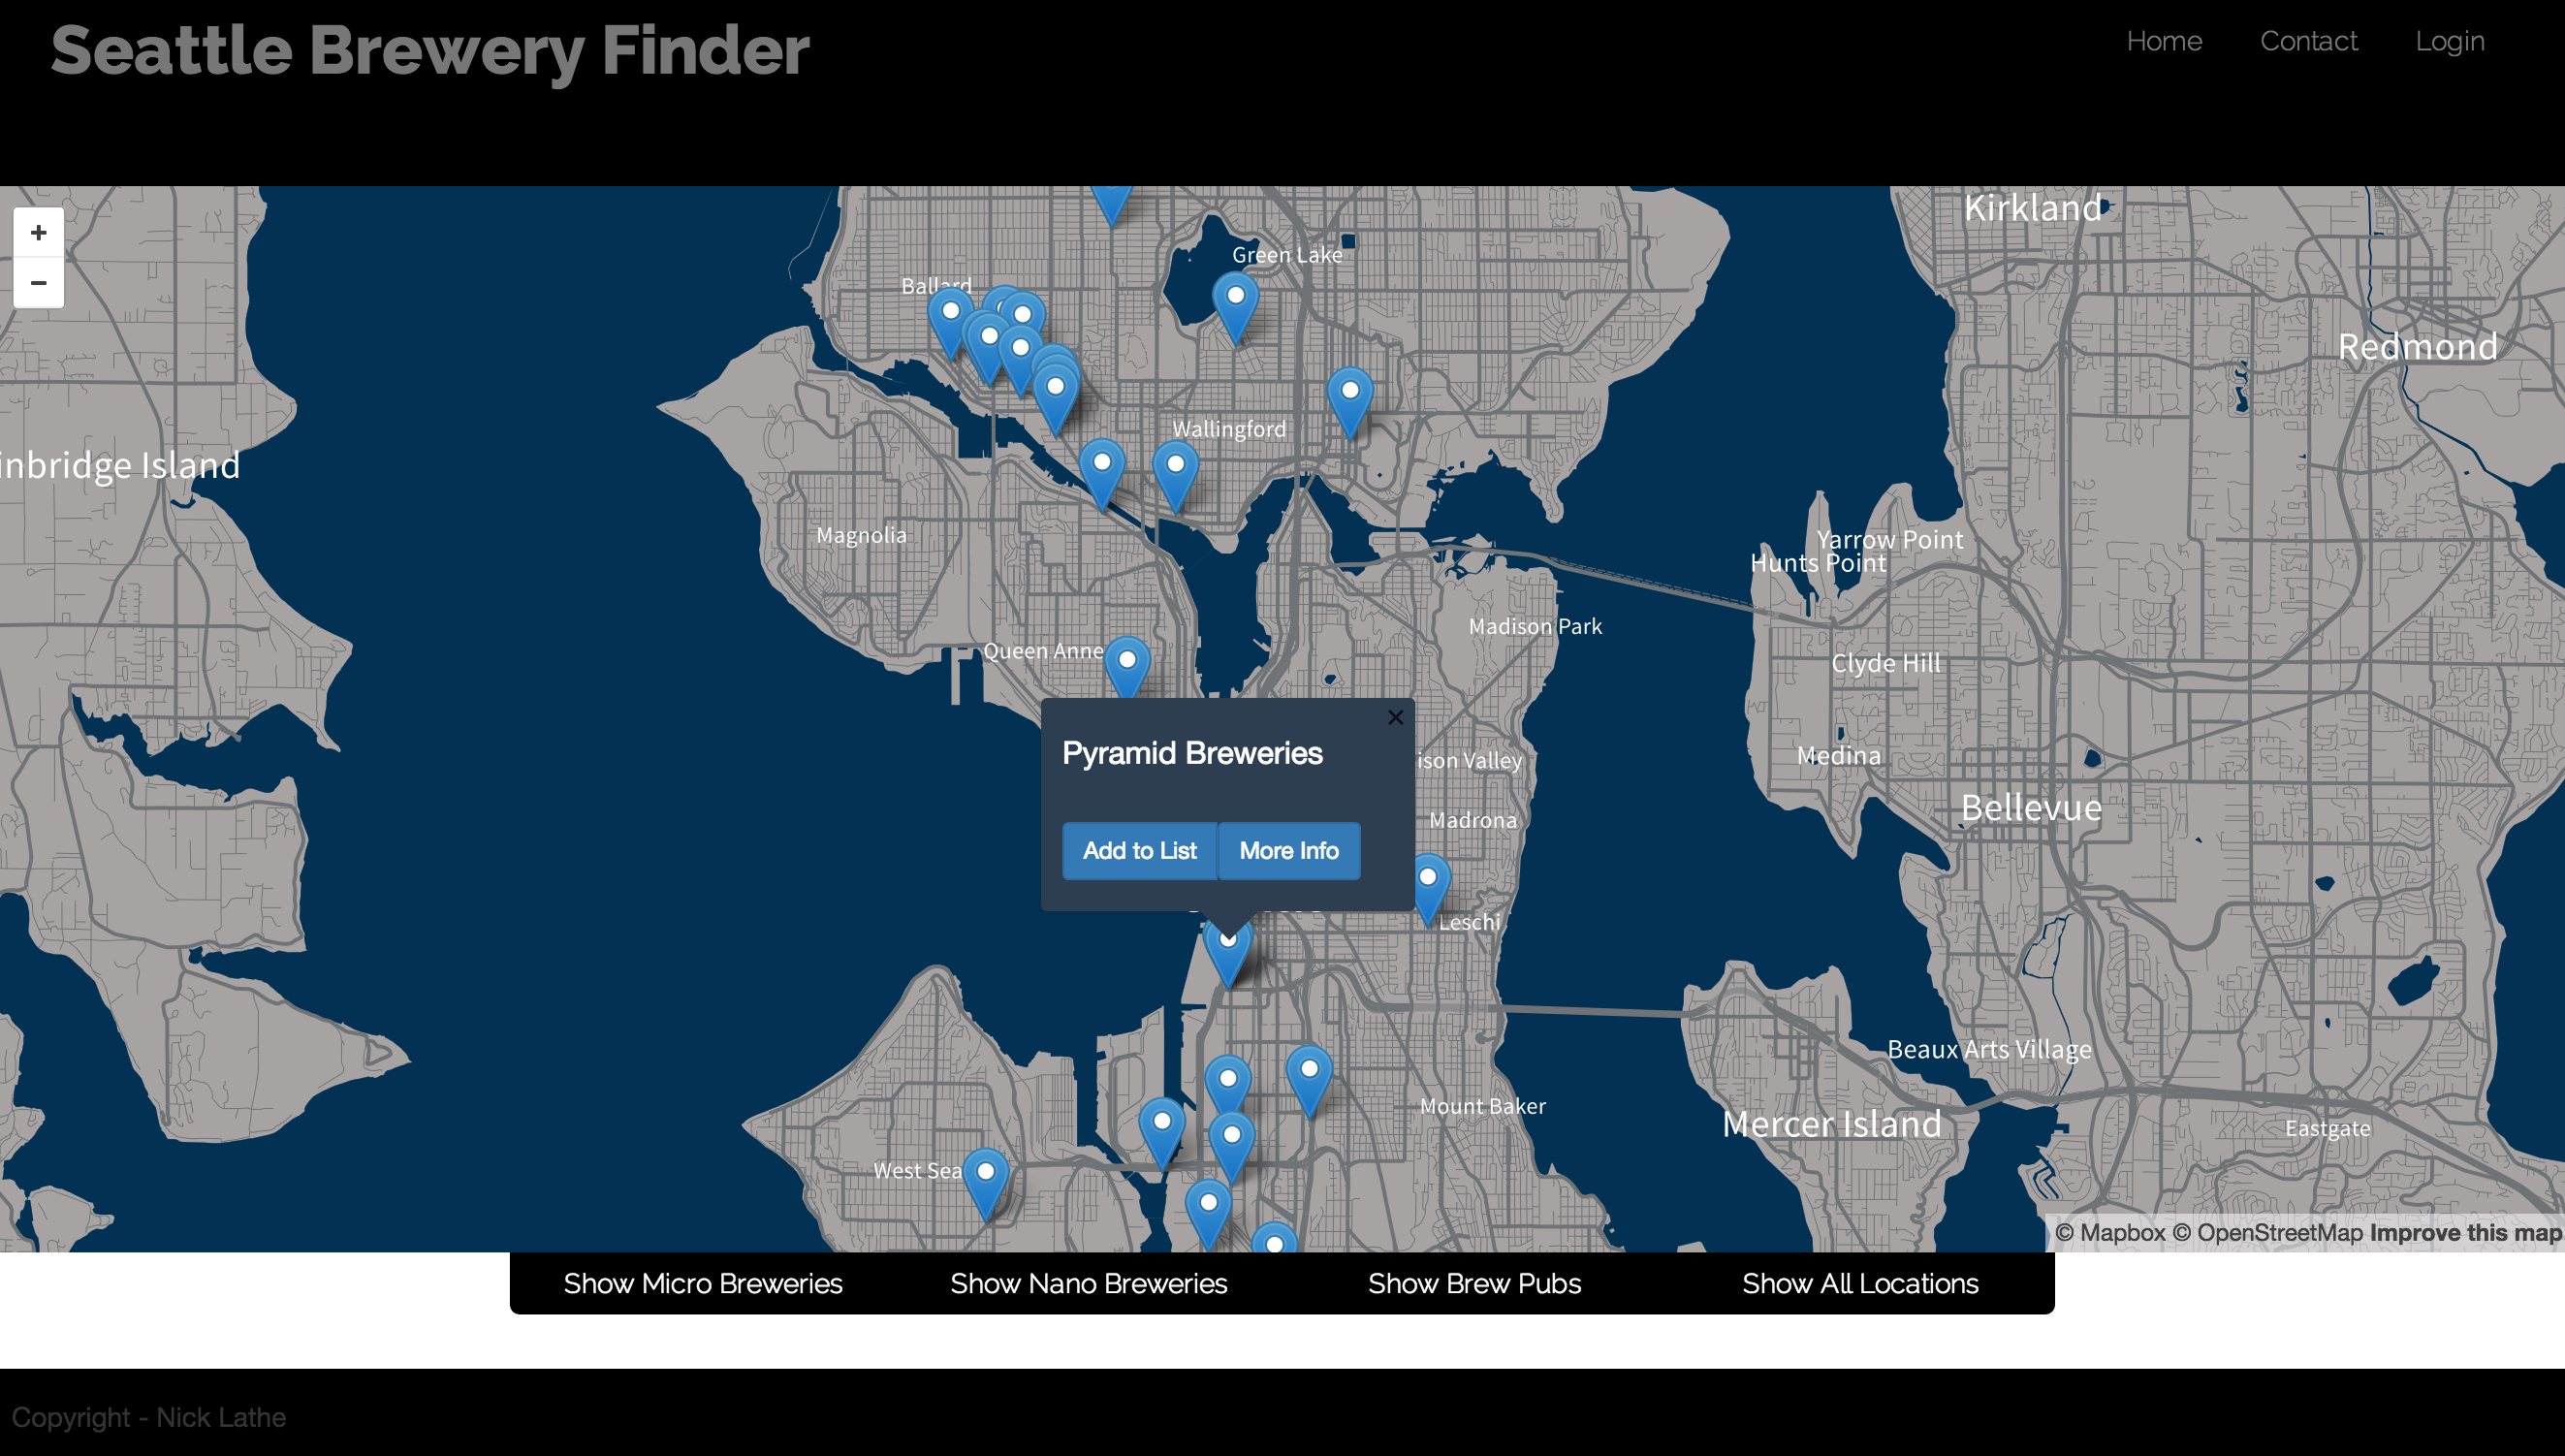 Seattle Brewery Finder
Home Contact Login
+
−
Kirkland
Green Lake
Ballard
Redmond
Wallingford
inbridge Island
Magnolia
Yarrow Point
Hunts Point
Madison Park
Queen Anne
Clyde Hill
×
Pyramid Breweries
ison Valley
Medina
Bellevue
Madrona
Add to List More Info
Leschi
Beaux Arts Village
Mount Baker
Mercer Island
Eastgate
West Sea
© Mapbox © OpenStreetMap Improve this map
Show Micro Breweries Show Nano Breweries Show Brew Pubs Show All Locations
Copyright - Nick Lathe